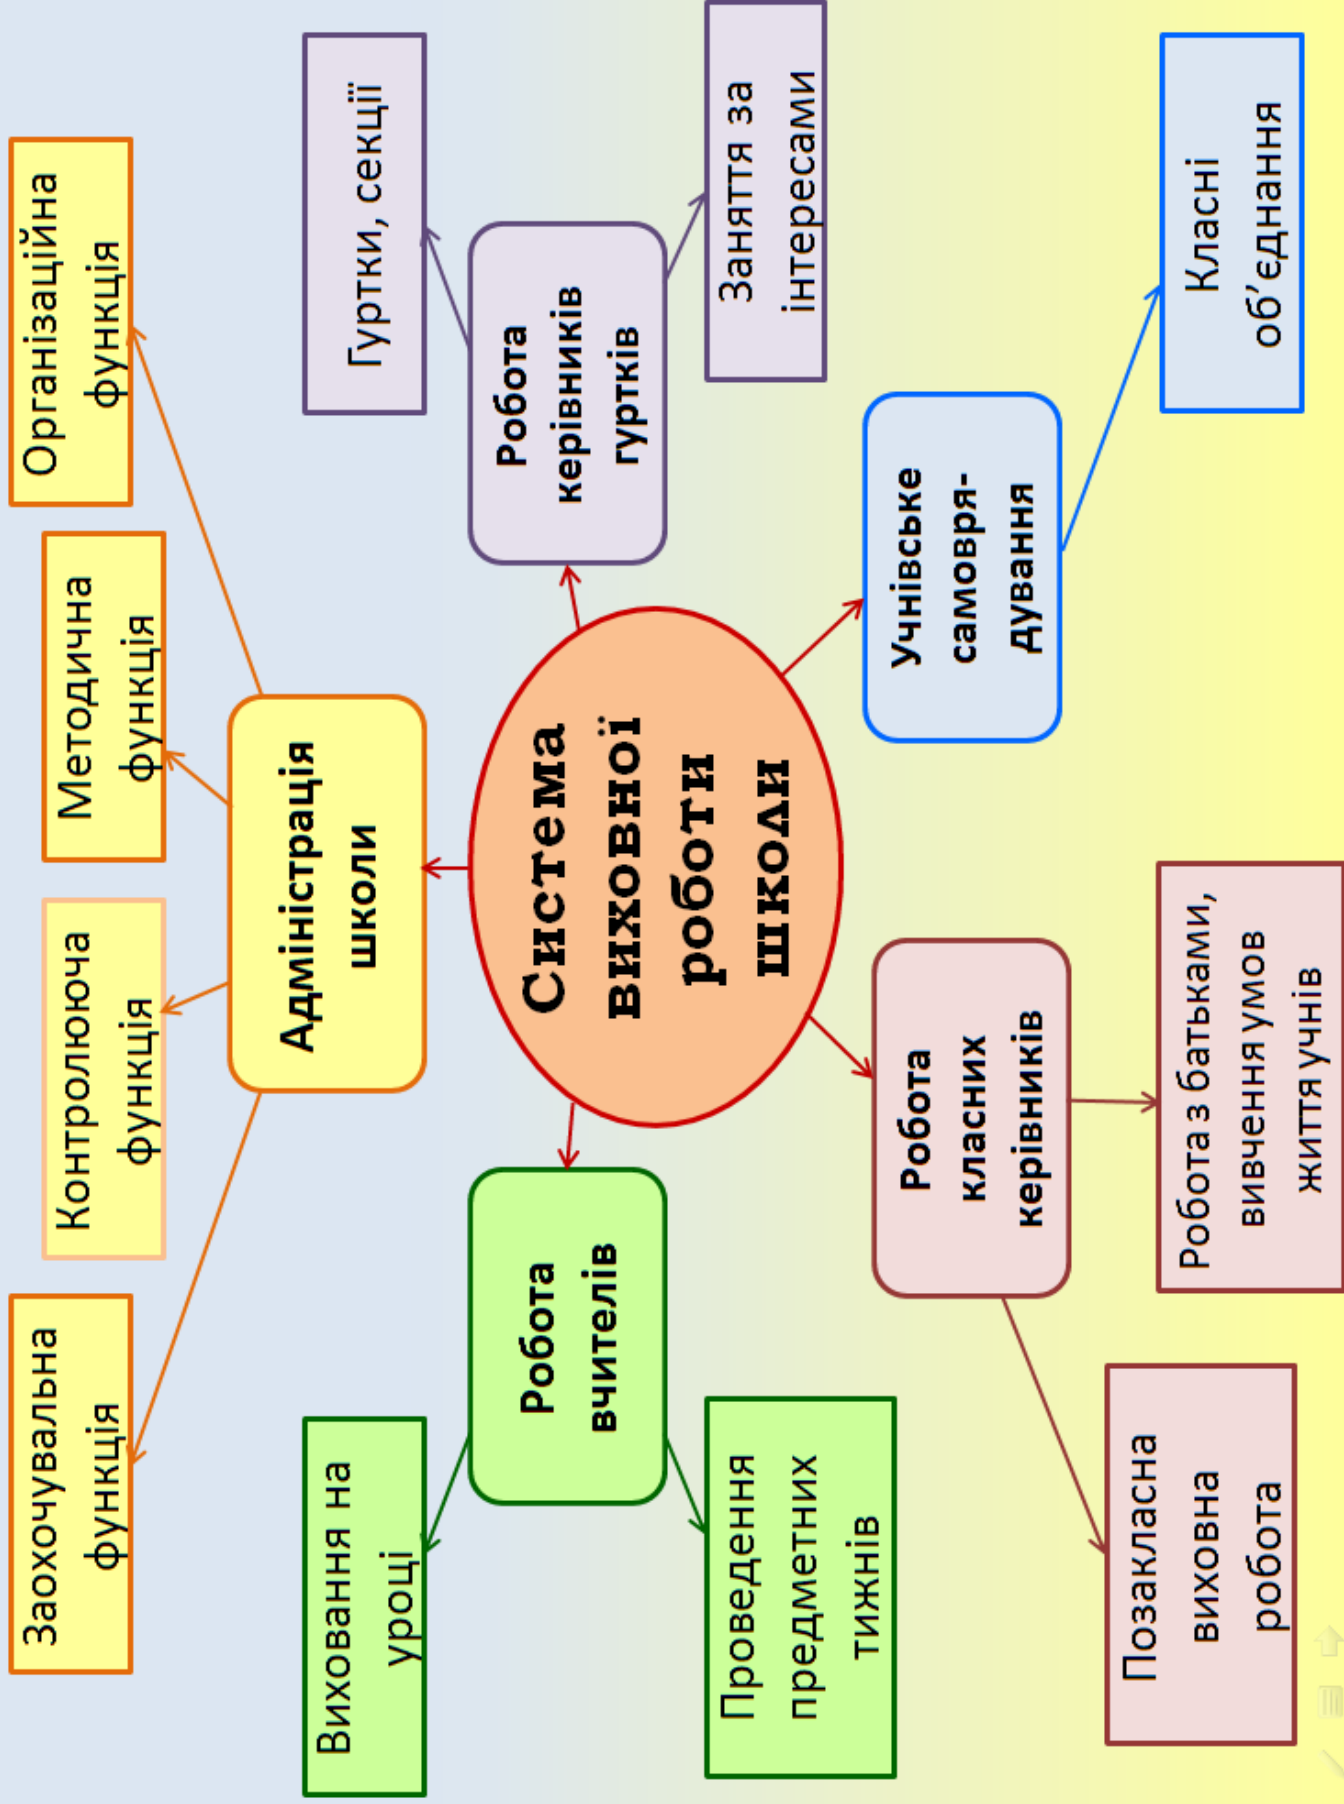 Заохочувальна
функція
Контролююча
функція
Методична
функція
Організаційна
функція
Адміністрація
школи
Виховання на
уроці
Гуртки, секції
Робота
вчителів
Система
виховної
роботи
школи
Робота
керівників
гуртків
Проведення
предметних
тижнів
Заняття за
інтересами
Робота
класних
керівників
Учнівське
самовря-
дування
Позакласна
виховна
робота
Робота з батьками,
вивчення умов
життя учнів
Класні
об’єднання